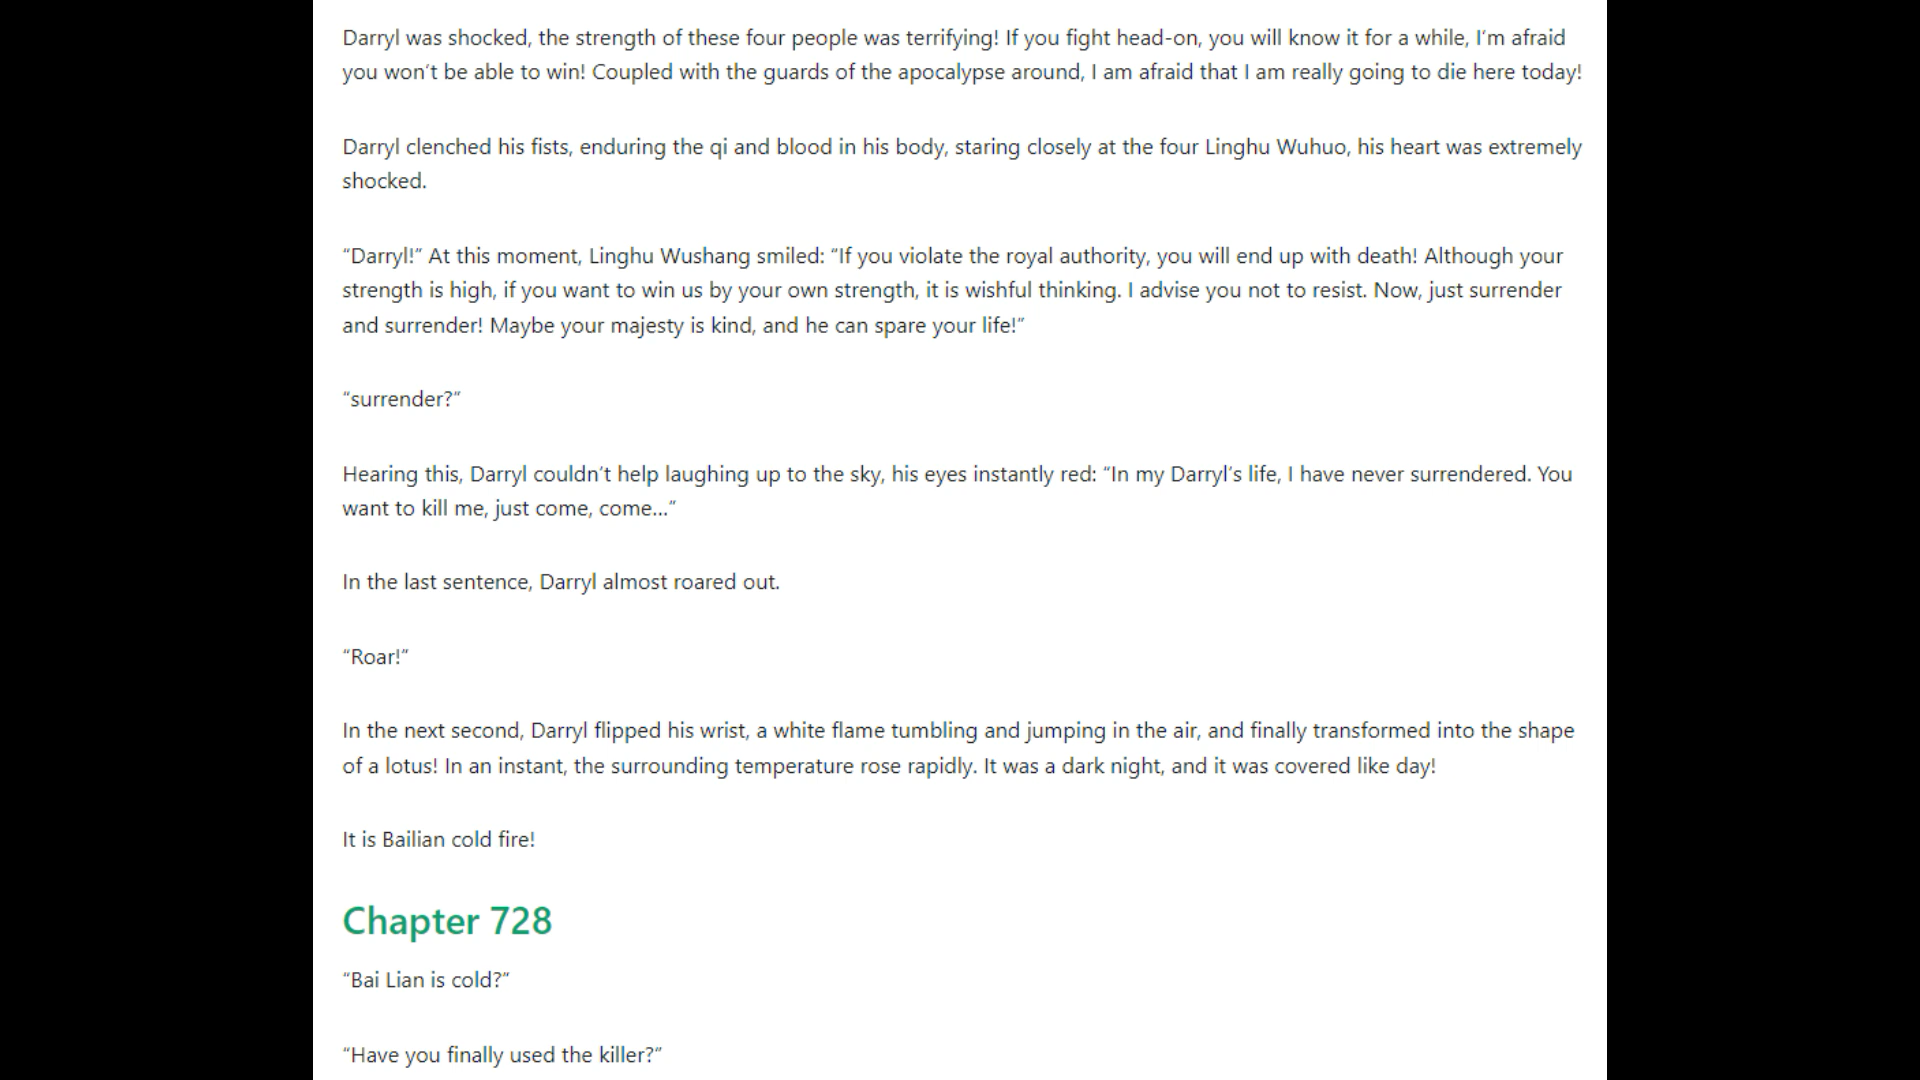 Darryl was shocked, the strength of these four people was terrifying! If you fight head-on, you will know it for a while, I’m afraid
you won’t be able to win! Coupled with the guards of the apocalypse around, I am afraid that I am really going to die here today!
Darryl clenched his fists, enduring the qi and blood in his body, staring closely at the four Linghu Wuhuo, his heart was extremely
shocked.
“Darryl!” At this moment, Linghu Wushang smiled: “If you violate the royal authority, you will end up with death! Although your
strength is high, if you want to win us by your own strength, it is wishful thinking. I advise you not to resist. Now, just surrender
and surrender! Maybe your majesty is kind, and he can spare your life!”
“surrender?”
Hearing this, Darryl couldn’t help laughing up to the sky, his eyes instantly red: “In my Darryl’s life, I have never surrendered. You
want to kill me, just come, come…”
In the last sentence, Darryl almost roared out.
“Roar!”
In the next second, Darryl flipped his wrist, a white flame tumbling and jumping in the air, and finally transformed into the shape
of a lotus! In an instant, the surrounding temperature rose rapidly. It was a dark night, and it was covered like day!
It is Bailian cold fire!
Chapter 728
“Bai Lian is cold?”
“Have you finally used the killer?”